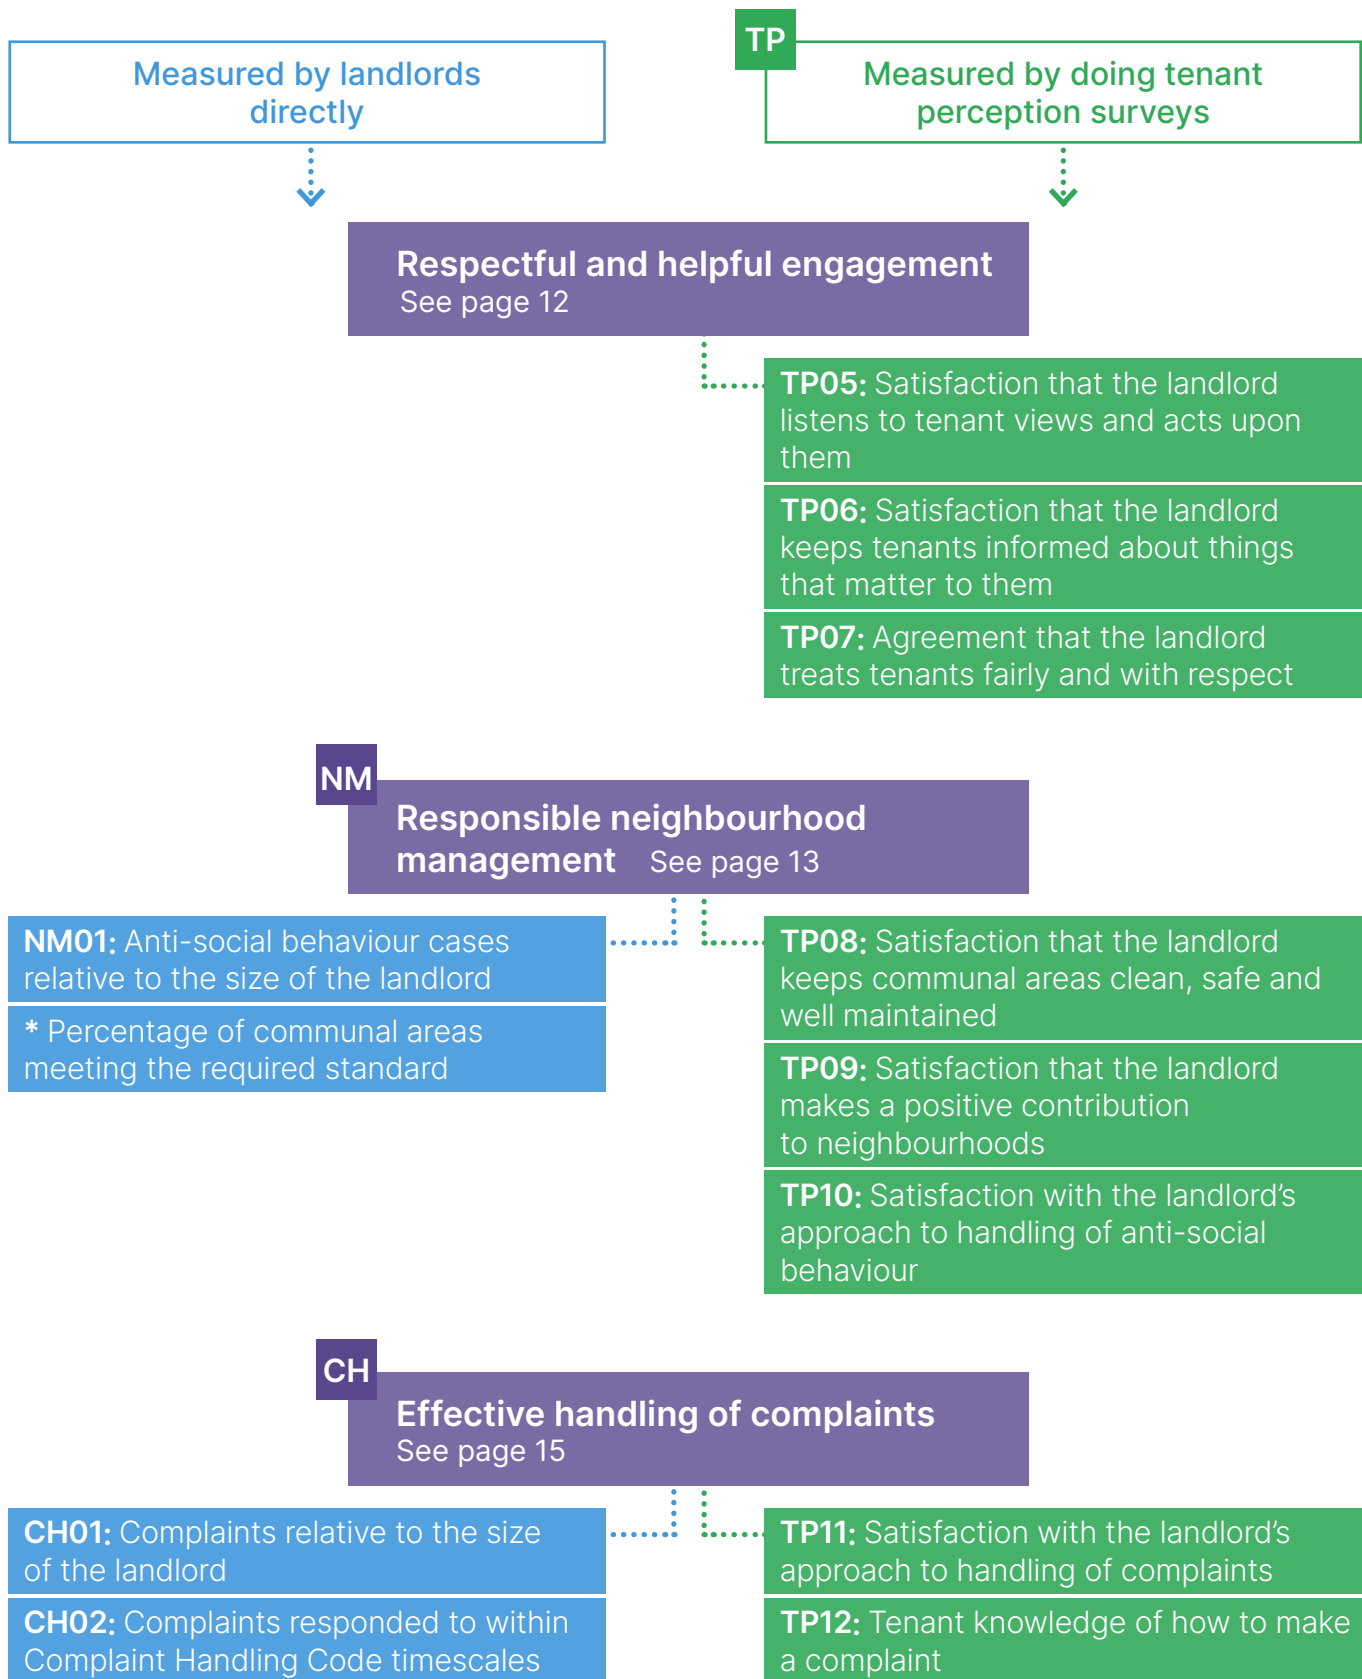 Measured by landlords
directly
TP
Measured by doing tenant
perception surveys
Respectful and helpful engagement
See page 12
TP05: Satisfaction that the landlord
listens to tenant views and acts upon
them
TP06: Satisfaction that the landlord
keeps tenants informed about things
that matter to them
TP07: Agreement that the landlord
treats tenants fairly and with respect
NM
Responsible neighbourhood
management See page 13
NM01: Anti-social behaviour cases
relative to the size of the landlord
* Percentage of communal areas
meeting the required standard
TP08: Satisfaction that the landlord
keeps communal areas clean, safe and
well maintained
TP09: Satisfaction that the landlord
makes a positive contribution
to neighbourhoods
TP10: Satisfaction with the landlord’s
approach to handling of anti-social
behaviour
CH
Effective handling of complaints
See page 15
CH01: Complaints relative to the size
of the landlord
CH02: Complaints responded to within
Complaint Handling Code timescales
TP11: Satisfaction with the landlord’s
approach to handling of complaints
TP12: Tenant knowledge of how to make
a complaint